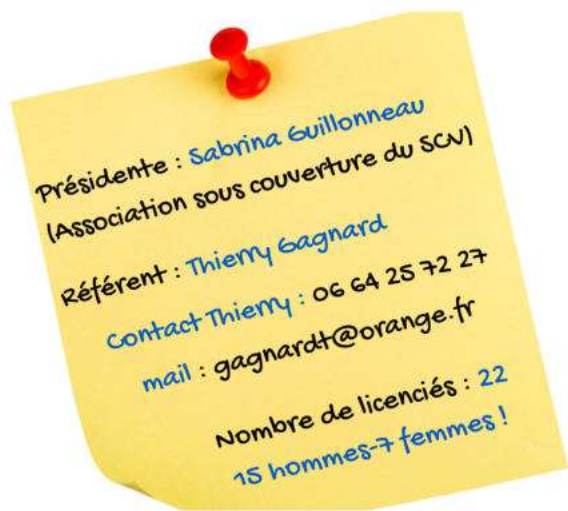 Présidente : Sabrina Guillonneau
(Association sous couverture du SCV)
Référent : Thierry Gagnard
Contact Thierry : 06 64 25 72 27
mail : gagnardt@orange.fr
Nombre de licenciés : 22
15 hommes-7 femmes !